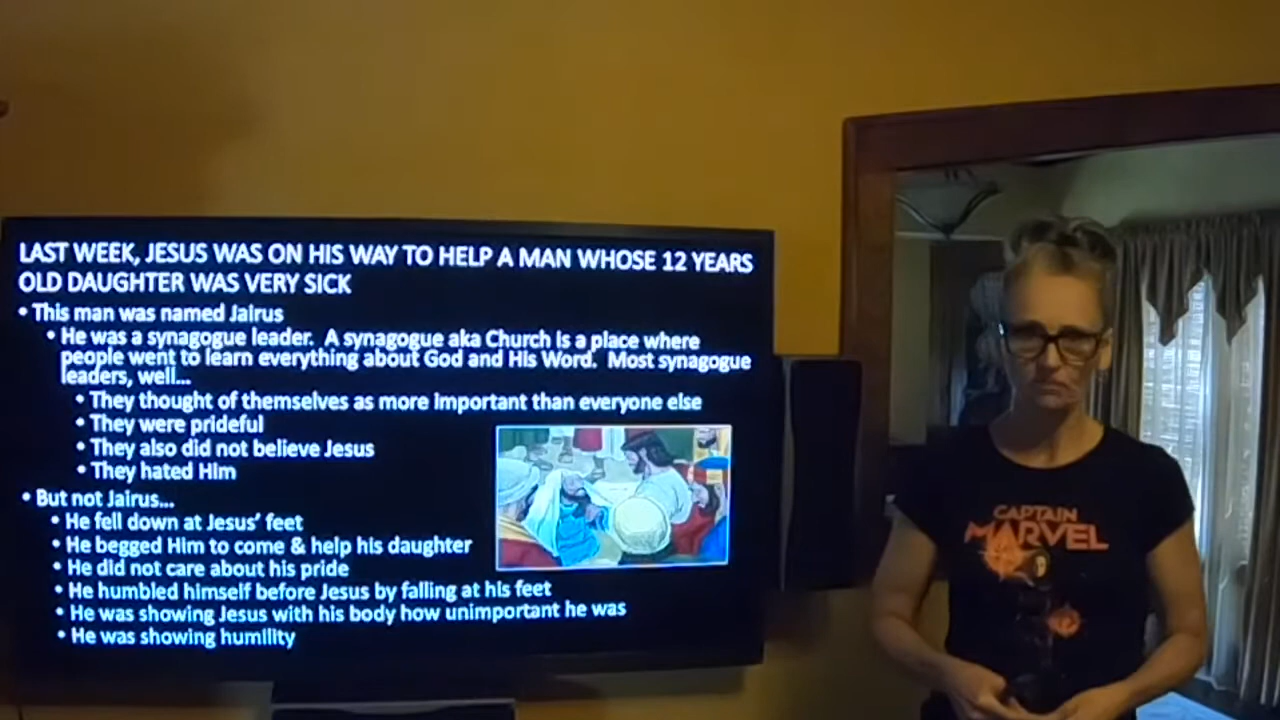 LAST WEEK, JESUS WAS ON HIS WAY TO HELP A MAN WHOSE 12 YEARS
OLD DAUGHTER WAS VERY SICK
• This man was named Jairus
• He was a synagogue leader. A synagogue aka Church is a place where
people went to learn everything about God and His Word. Most synagogue
leaders, well...
• They thought of themselves as more important than everyone else
• They were prideful
• They also did not believe Jesus
• They hated Him
• But not Jairus...
• He fell down at Jesus' feet
• He begged Him to come & help his daughter
• He did not care about his pride
• He humbled himself before Jesus by falling at his feet
• He was showing Jesus with his body how unimportant he was
• He was showing humility
CAPTAIN
MARVEL